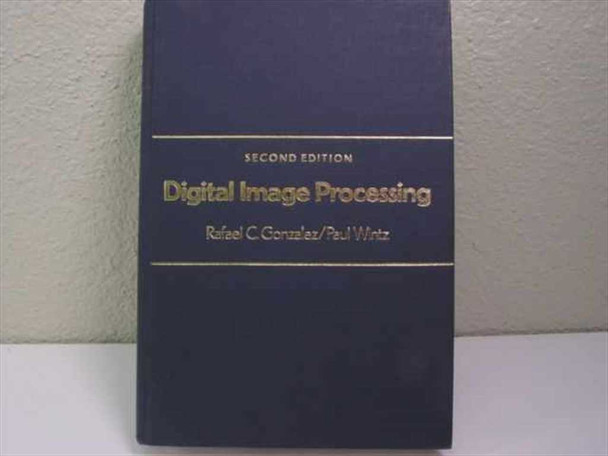 SECOND EDITION
Digital Image Processing
Rafael C. Gonzalez/Paul Wintz